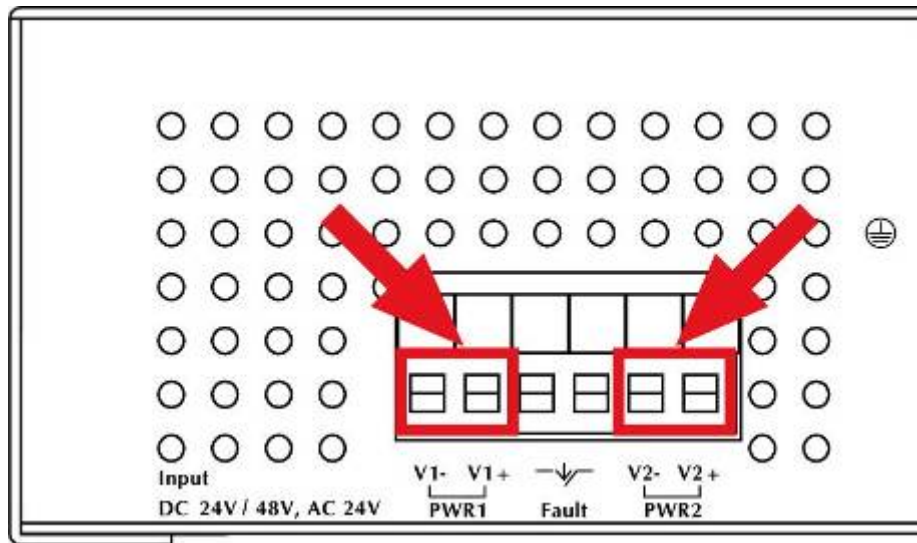 Input
DC 24V / 48V, AC 24V
V1- V1+
PWR1
Fault
V2- V2+
PWR2